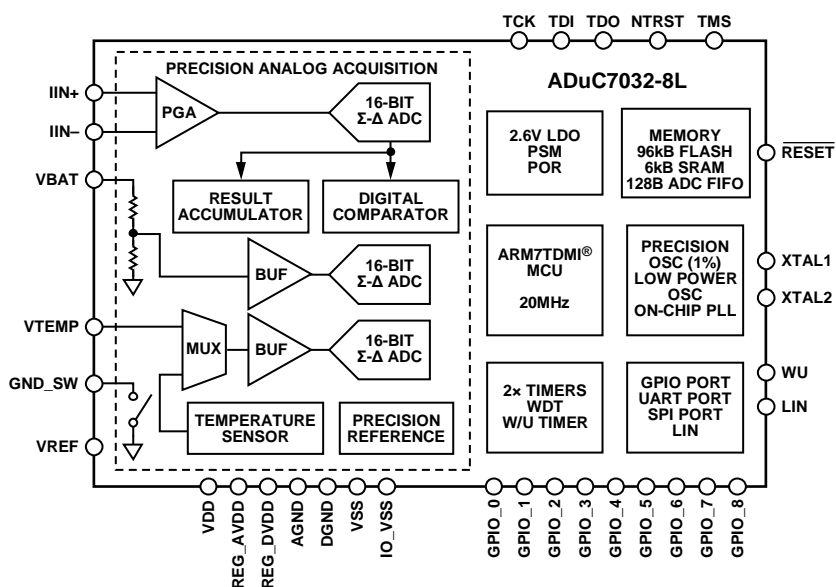 TCK TDI TDO NTRST TMS
PRECISION ANALOG ACQUISITION
ADuC7032-8L
IIN+
IIN–
PGA
16-BIT
Σ-Δ ADC
2.6V LDO
PSM
POR
MEMORY
96kB FLASH
6kB SRAM
128B ADC FIFO
RESET
VBAT
RESULT
ACCUMULATOR
DIGITAL
COMPARATOR
BUF
16-BIT
Σ-Δ ADC
ARM7TDMI®
MCU
20MHz
PRECISION
OSC (1%)
LOW POWER
OSC
ON-CHIP PLL
XTAL1
XTAL2
VTEMP
MUX
BUF
16-BIT
Σ-Δ ADC
GND_SW
VREF
TEMPERATURE
SENSOR
PRECISION
REFERENCE
2× TIMERS
WDT
W/U TIMER
GPIO PORT
UART PORT
SPI PORT
LIN
WU
LIN
VDD
REG_AVDD
REG_DVDD
AGND
DGND
VSS
IO_VSS
GPIO_0
GPIO_1
GPIO_2
GPIO_3
GPIO_4
GPIO_5
GPIO_6
GPIO_7
GPIO_8